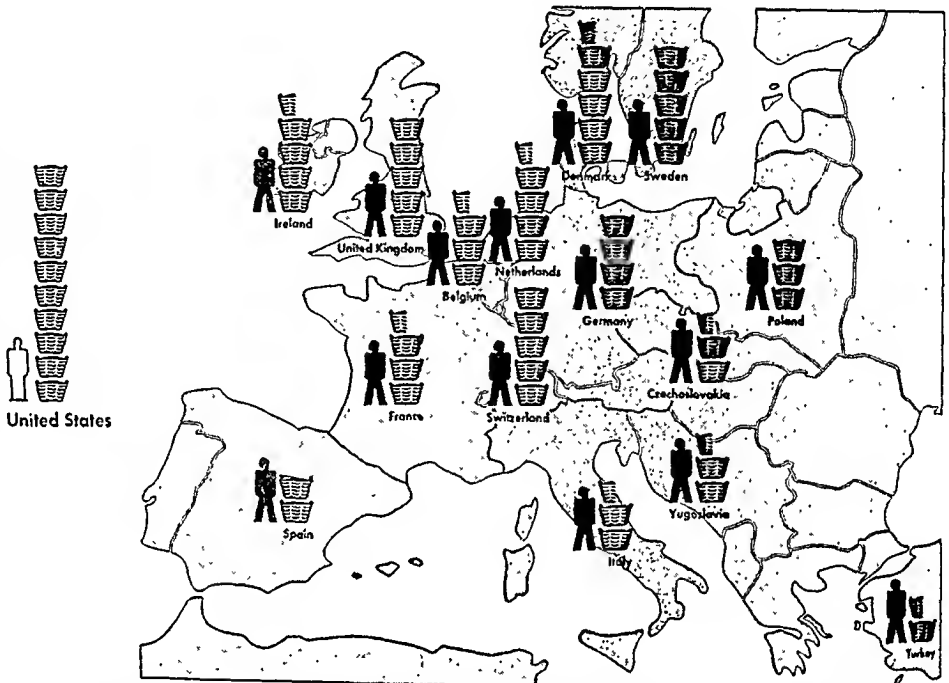 Denmark
Sweden
Ireland
United Kingdom
Netherlands
Belgium
Germany
Poland
Czechoslovakia
France
Switzerland
United States
Yugoslavia
Spain
Italy
Turkey